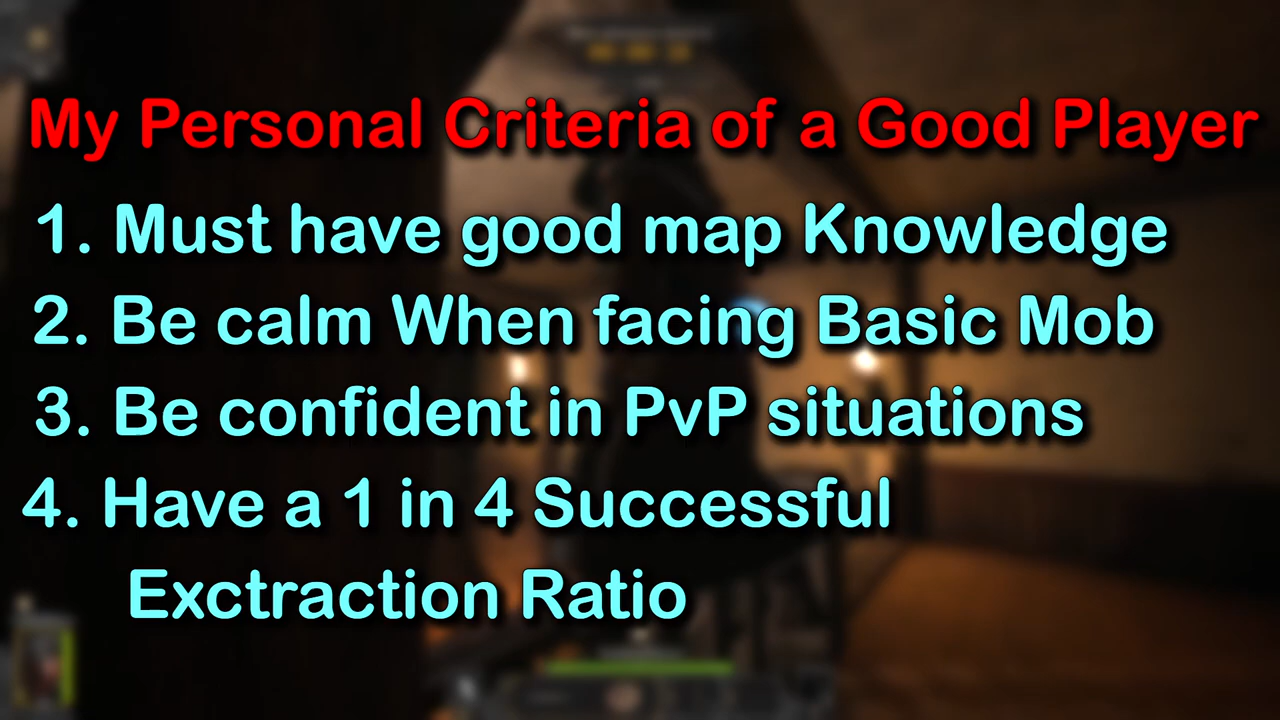 My Personal Criteria of a Good Player
1. Must have good map Knowledge
2. Be calm When facing Basic Mob
3. Be confident in PvP situations
4. Have a 1 in 4 Successful
Exctraction Ratio